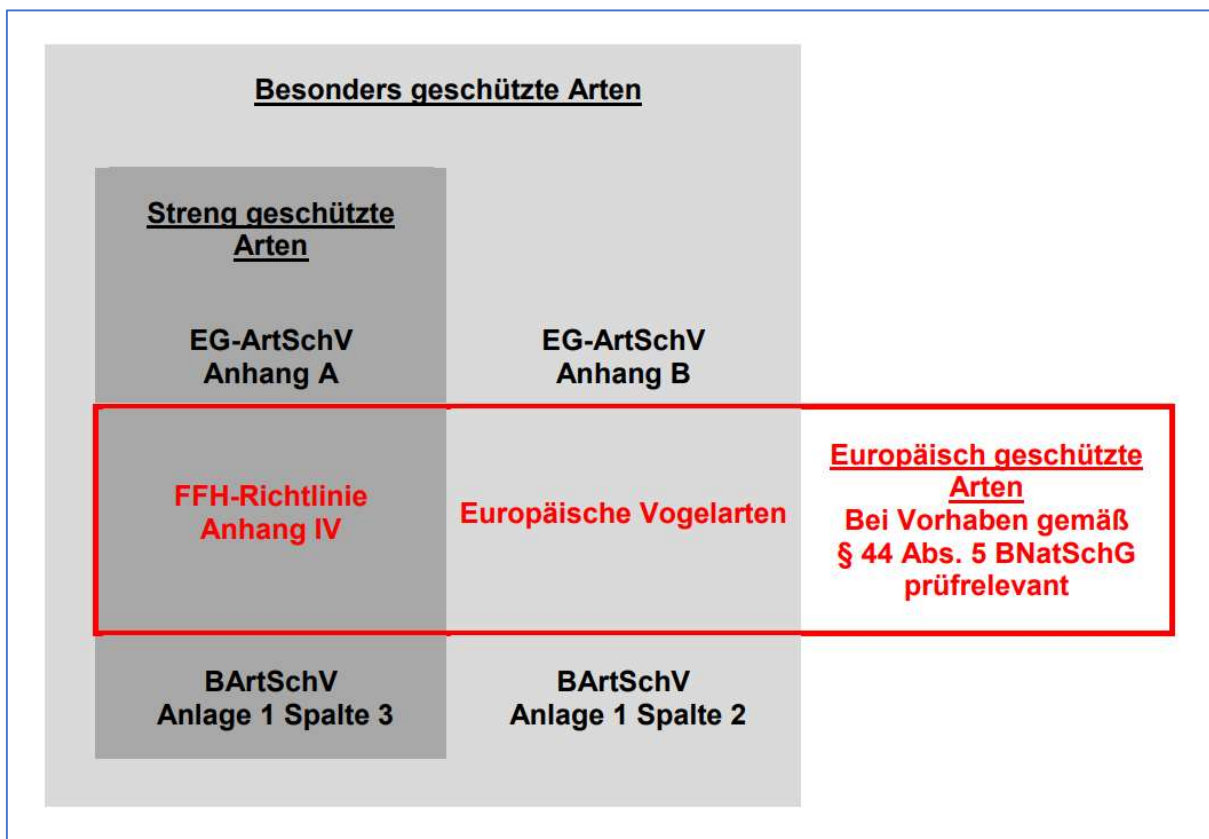 Besonders geschützte Arten
Streng geschützte
Arten
EG-ArtSchV
Anhang A
EG-ArtSchV
Anhang B
FFH-Richtlinie
Anhang IV
Europäische Vogelarten
Europäisch geschützte
Arten
Bei Vorhaben gemäß
§ 44 Abs. 5 BNatSchG
prüfrelevant
BArtSchV
Anlage 1 Spalte 3
BArtSchV
Anlage 1 Spalte 2